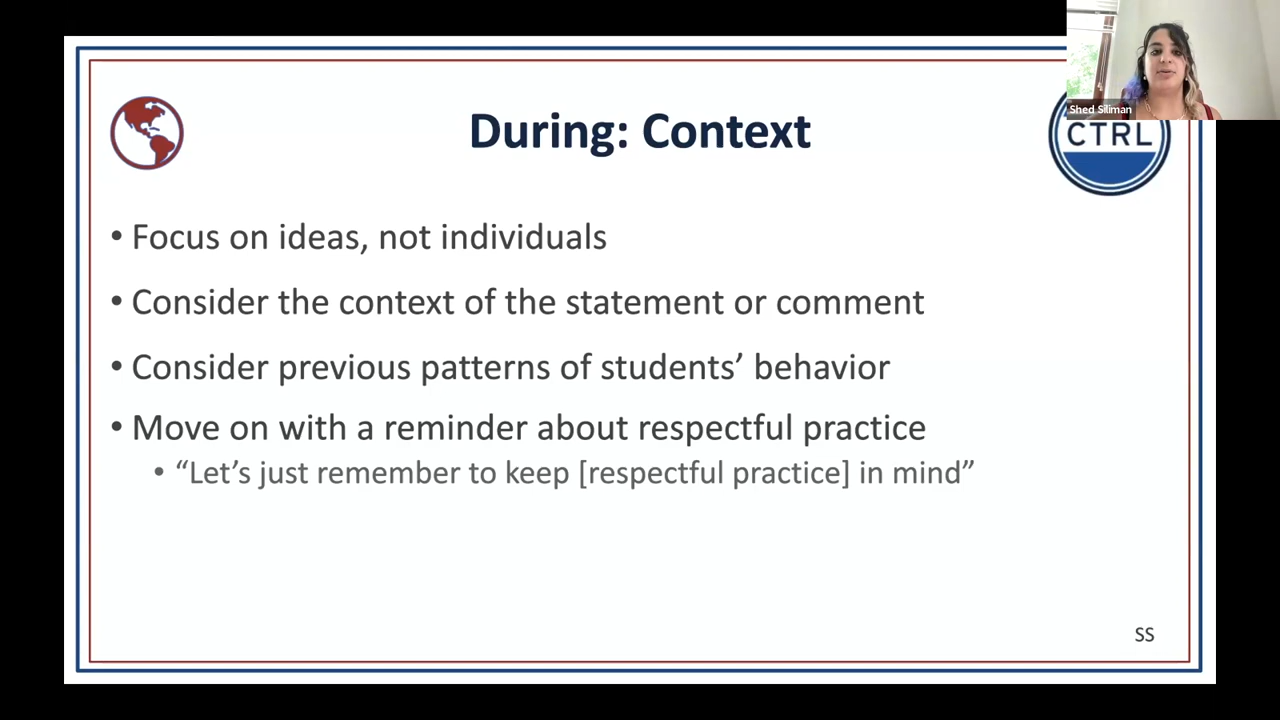 Shed Siliman
During: Context
CTRL
• Focus on ideas, not individuals
• Consider the context of the statement or comment
• Consider previous patterns of students’ behavior
• Move on with a reminder about respectful practice
• “Let’s just remember to keep [respectful practice] in mind”
SS